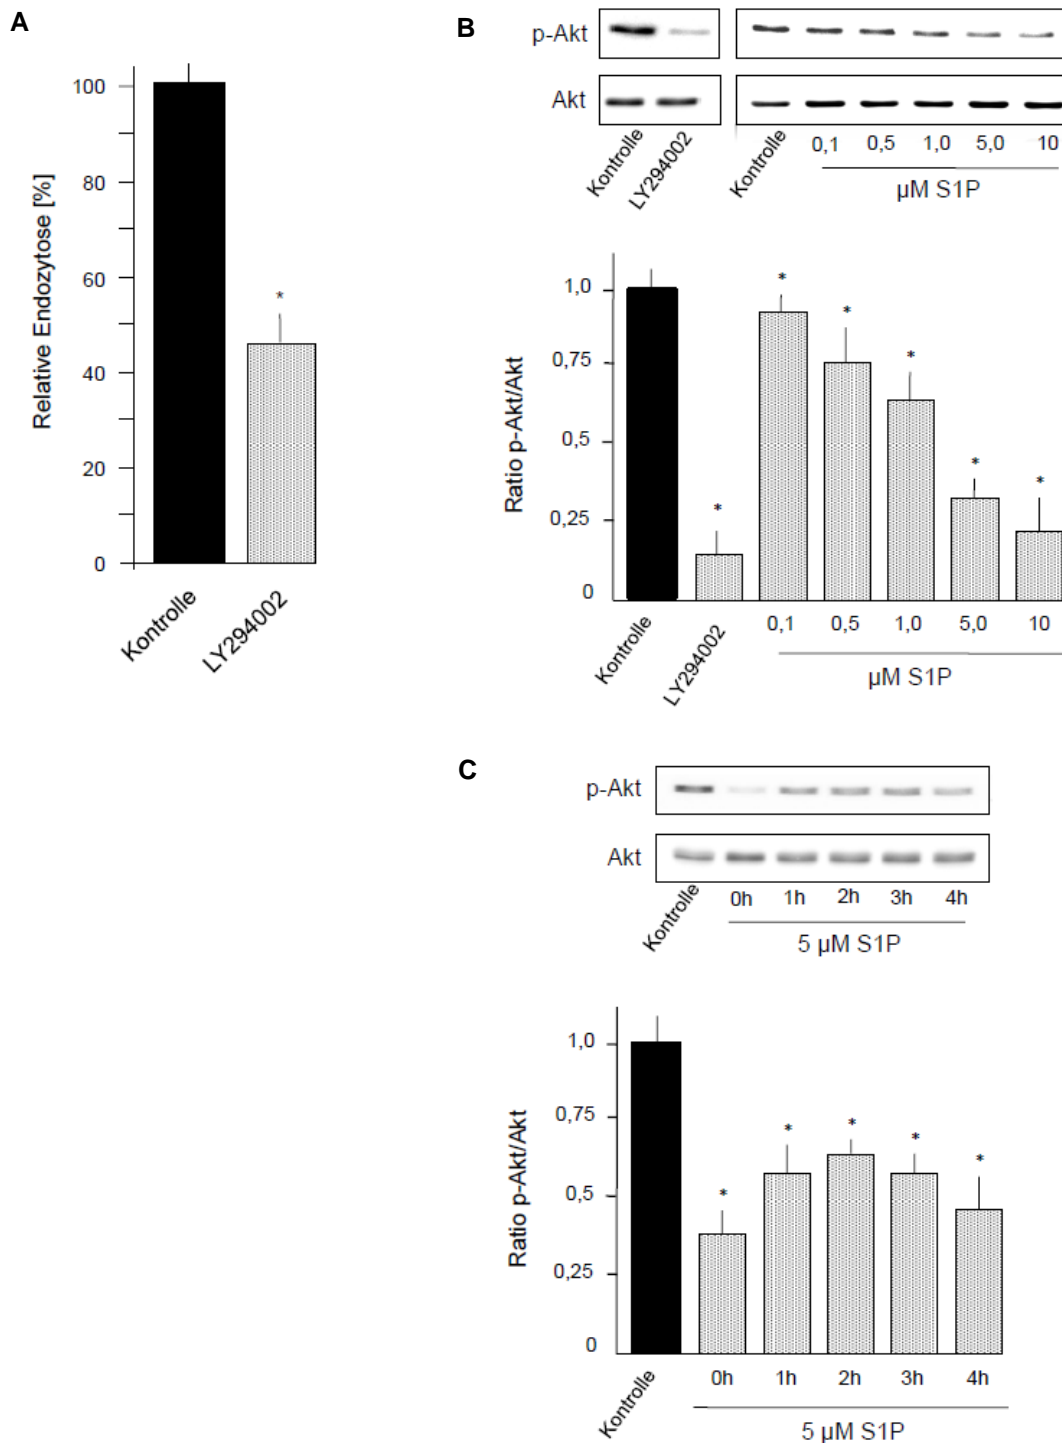 A
Relative Endozytose [%]
100
80
60
40
20
0
*
Kontrolle
LY294002
B
p-Akt
Akt
Kontrolle
LY294002
Kontrolle
0,1 0,5 1,0 5,0 10
µM S1P
Ratio p-Akt/Akt
1,0
0,75
0,5
0,25
0
* * * * * *
Kontrolle
LY294002
0,1 0,5 1,0 5,0 10
µM S1P
C
p-Akt
Akt
Kontrolle
0h 1h 2h 3h 4h
5 µM S1P
Ratio p-Akt/Akt
1,0
0,75
0,5
0,25
0
* * * * *
Kontrolle
0h 1h 2h 3h 4h
5 µM S1P